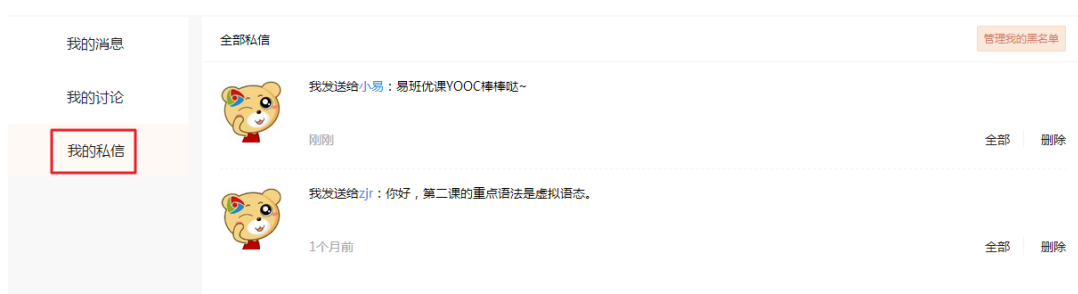 我的消息
全部私信
管理我的黑名单
我发送给小易：易班优课YOOC棒棒哒~
我的讨论
刚刚
全部
删除
我的私信
我发送给zjr：你好，第二课的重点语法是虚拟语态。
1个月前
全部
删除